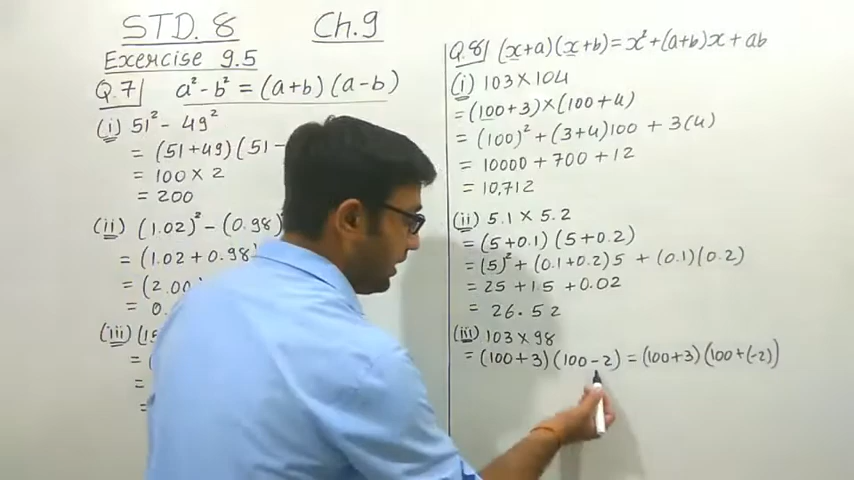 STD. 8
Ch.9
Exercise 9.5
Q.7| a² - b² = (a+b) (a-b)
(i) 51² - 49²
= (51+49)(51-
= 100 x 2
= 200
(ii) (1.02)² - (0.98)
= (1.02 + 0.98
= (2.00
= 0.
(iii) (15
=
=
=
Q.8| (x+a)(x+b) = x² + (a+b)x + ab
(i) 103 x 104
= (100+3) x (100+4)
= (100)² + (3+4)100 + 3(4)
= 10000 + 700 + 12
= 10,712
(ii) 5.1 x 5.2
= (5+0.1) (5+0.2)
= (5)² + (0.1+0.2)5 + (0.1)(0.2)
= 25 + 1.5 + 0.02
= 26.52
(iii) 103 x 98
= (100+3)(100-2) = (100+3)(100+(-2))